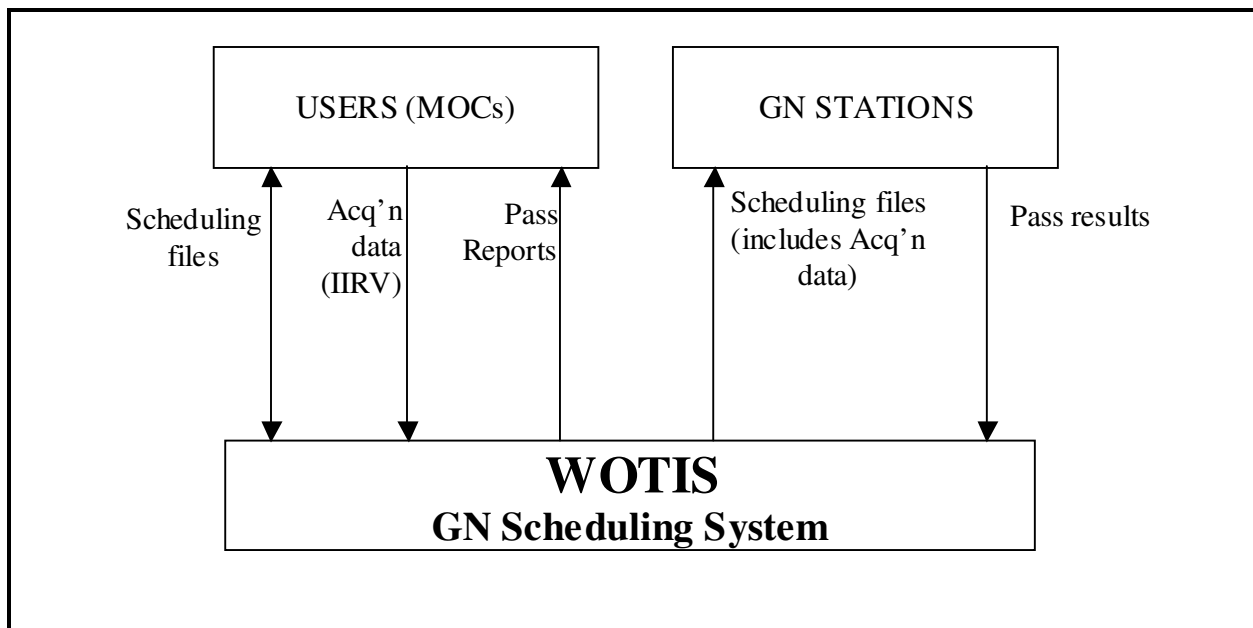 USERS (MOCs)
GN STATIONS
Scheduling
files
Acq’n
data
(IIRV)
Pass
Reports
Scheduling files
(includes Acq’n
data)
Pass results
WOTIS
GN Scheduling System